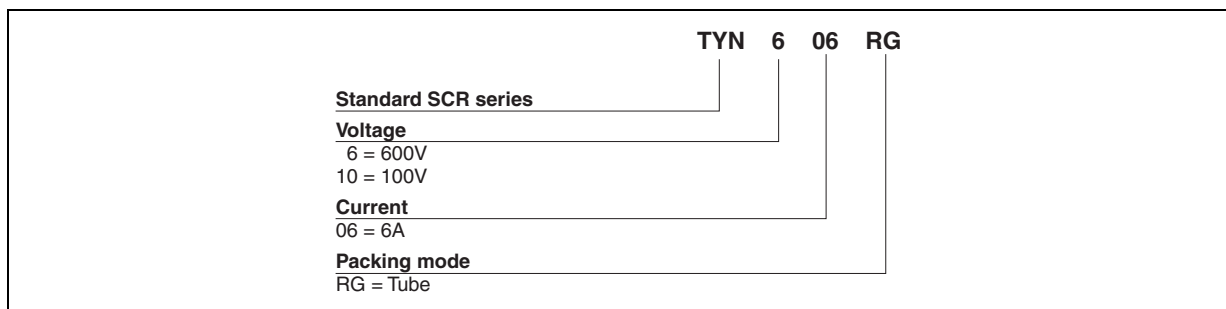 TYN 6 06 RG
Standard SCR series
Voltage
6 = 600V
10 = 100V
Current
06 = 6A
Packing mode
RG = Tube